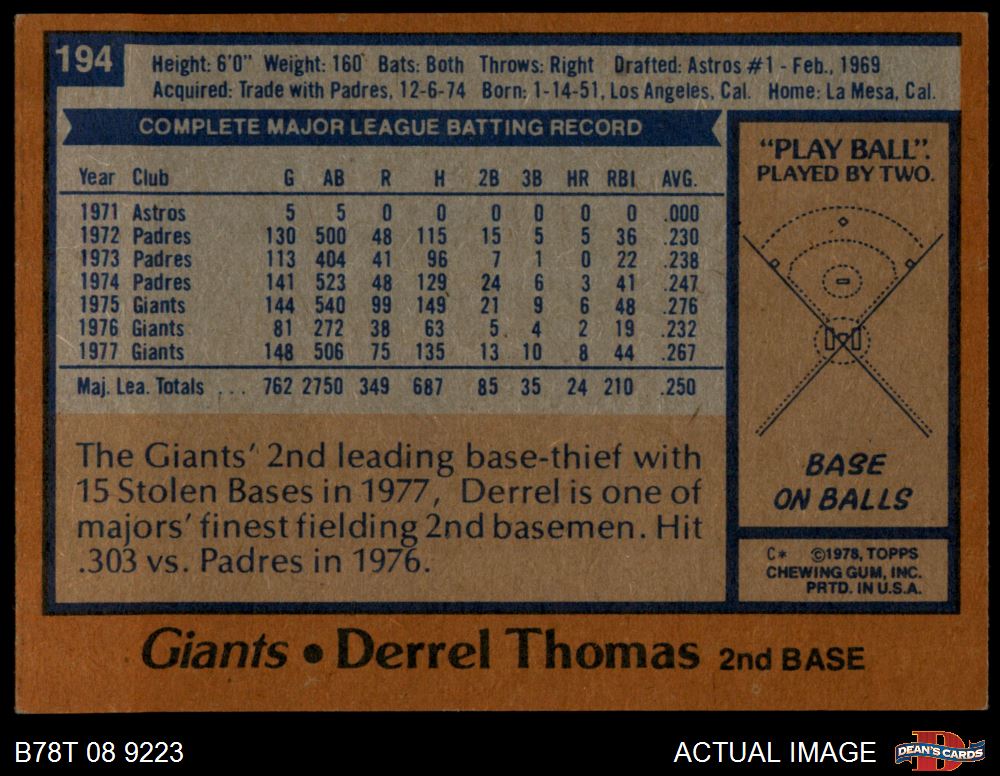 194
Height: 6'0" Weight: 160 Bats: Both Throws: Right Drafted: Astros #1 - Feb., 1969
Acquired: Trade with Padres, 12-6-74 Born: 1-14-51, Los Angeles, Cal. Home: La Mesa, Cal.
COMPLETE MAJOR LEAGUE BATTING RECORD
Year Club G AB R H 2B 3B HR RBI AVG.
1971 Astros 5 5 0 0 0 0 0 0 .000
1972 Padres 130 500 48 115 15 5 5 36 .230
1973 Padres 113 404 41 96 7 1 0 22 .238
1974 Padres 141 523 48 129 24 6 3 41 .247
1975 Giants 144 540 99 149 21 9 6 48 .276
1976 Giants 81 272 38 63 5 4 2 19 .232
1977 Giants 148 506 75 135 13 10 8 44 .267
Maj. Lea. Totals ... 762 2750 349 687 85 35 24 210 .250
The Giants' 2nd leading base-thief with
15 Stolen Bases in 1977, Derrel is one of
majors' finest fielding 2nd basemen. Hit
.303 vs. Padres in 1976.
"PLAY BALL".
PLAYED BY TWO.
BASE
ON BALLS
C* ©1978, TOPPS
CHEWING GUM, INC.
PRTD. IN U.S.A.
Giants • Derrel Thomas 2nd BASE
B78T 08 9223
ACTUAL IMAGE
D
DEAN'S CARDS